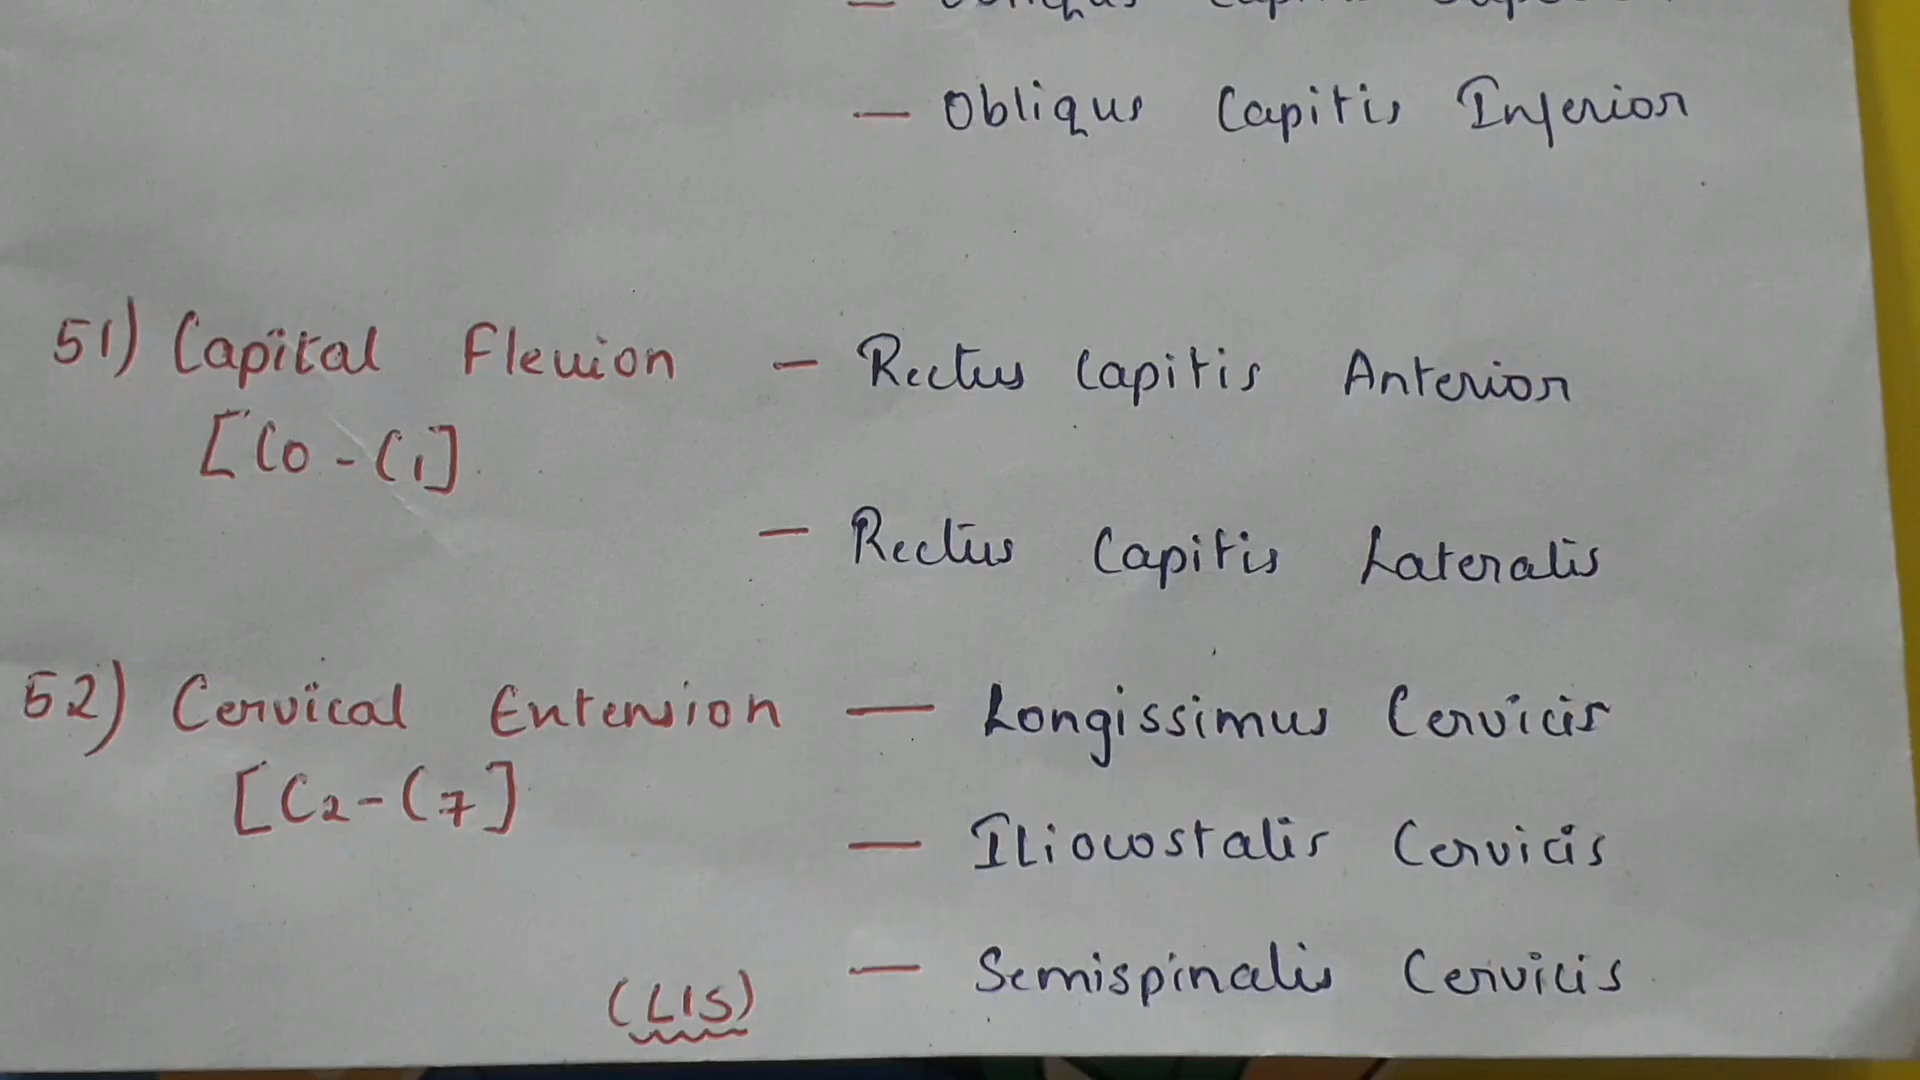 — Obliqus Capitis Inferior
51) Capital Flexion — Rectus Capitis Anterior
[C0 - C1]
— Rectus Capitis Lateralis
52) Cervical Extension — Longissimus Cervicis
[C2 - C7]
— Iliocostalis Cervicis
— Semispinalis Cervicis
(LIS)